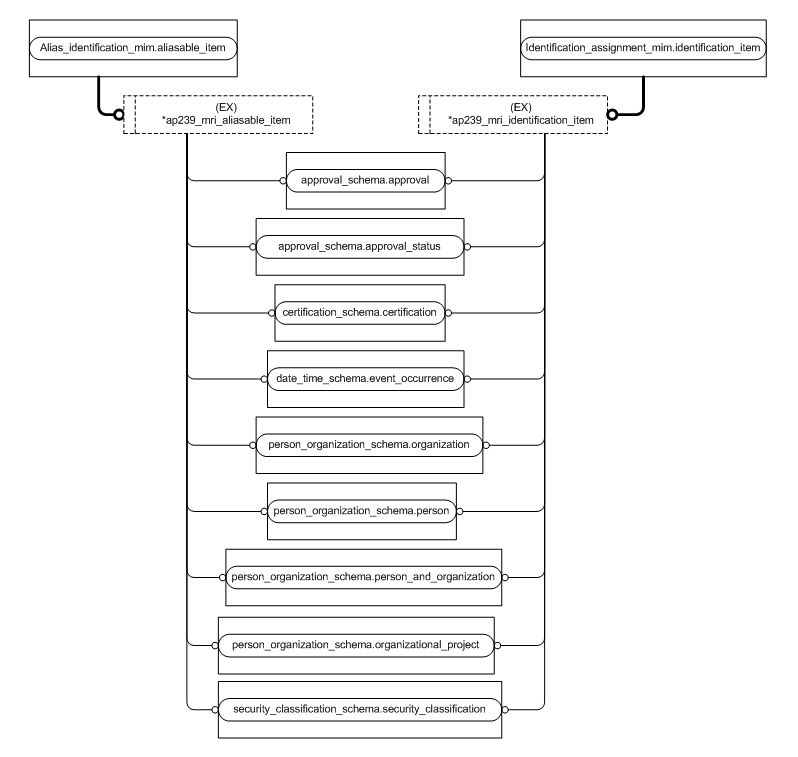 Alias_identification_mim.aliasable_item
Identification_assignment_mim.identification_item
(EX)
*ap239_mri_aliasable_item
(EX)
*ap239_mri_identification_item
approval_schema.approval
approval_schema.approval_status
certification_schema.certification
date_time_schema.event_occurrence
person_organization_schema.organization
person_organization_schema.person
person_organization_schema.person_and_organization
person_organization_schema.organizational_project
security_classification_schema.security_classification